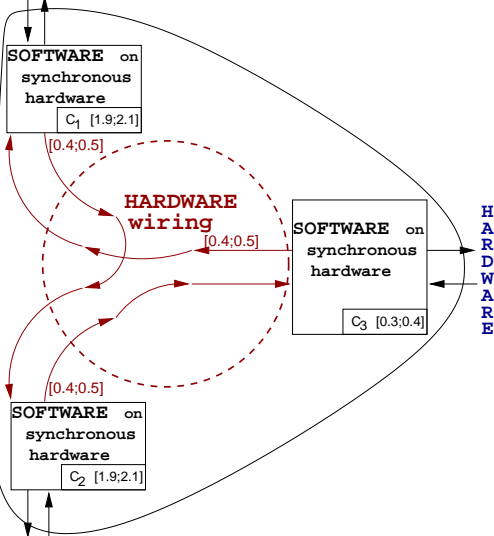 SOFTWARE on
synchronous
hardware
C1 [1.9;2.1]
[0.4;0.5]
HARDWARE
wiring
[0.4;0.5]
SOFTWARE on
synchronous
hardware
C3 [0.3;0.4]
HARDWARE
[0.4;0.5]
SOFTWARE on
synchronous
hardware
C2 [1.9;2.1]